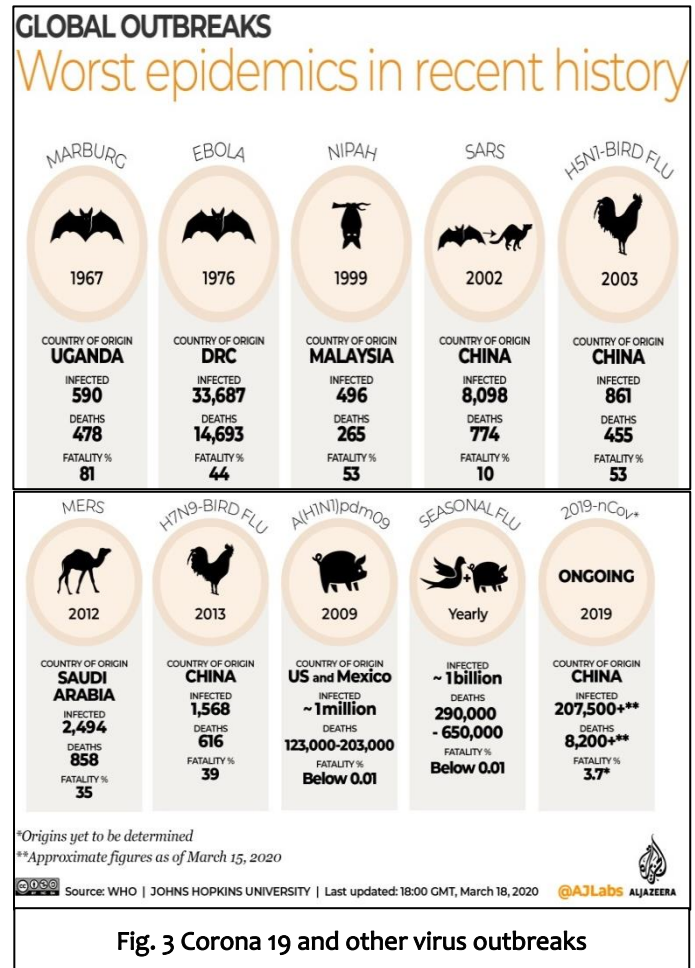 GLOBAL OUTBREAKS
Worst epidemics in recent history
MARBURG
1967
COUNTRY OF ORIGIN
UGANDA
INFECTED
590
DEATHS
478
FATALITY %
81
EBOLA
1976
COUNTRY OF ORIGIN
DRC
INFECTED
33,687
DEATHS
14,693
FATALITY %
44
NIPAH
1999
COUNTRY OF ORIGIN
MALAYSIA
INFECTED
496
DEATHS
265
FATALITY %
53
SARS
2002
COUNTRY OF ORIGIN
CHINA
INFECTED
8,098
DEATHS
774
FATALITY %
10
H5N1-BIRD FLU
2003
COUNTRY OF ORIGIN
CHINA
INFECTED
861
DEATHS
455
FATALITY %
53
MERS
2012
COUNTRY OF ORIGIN
SAUDI
ARABIA
INFECTED
2,494
DEATHS
858
FATALITY %
35
H7N9-BIRD FLU
2013
COUNTRY OF ORIGIN
CHINA
INFECTED
1,568
DEATHS
616
FATALITY %
39
A(H1N1)pdm09
2009
COUNTRY OF ORIGIN
US and Mexico
INFECTED
~ 1million
DEATHS
123,000-203,000
FATALITY %
Below 0.01
SEASONAL FLU
Yearly
INFECTED
~ 1billion
DEATHS
290,000
- 650,000
FATALITY %
Below 0.01
2019-nCov*
ONGOING
2019
COUNTRY OF ORIGIN
CHINA
INFECTED
207,500+**
DEATHS
8,200+**
FATALITY %
3.7*
*Origins yet to be determined
**Approximate figures as of March 15, 2020
Source: WHO | JOHNS HOPKINS UNIVERSITY | Last updated: 18:00 GMT, March 18, 2020 @AJLabs ALJAZEERA
Fig. 3 Corona 19 and other virus outbreaks